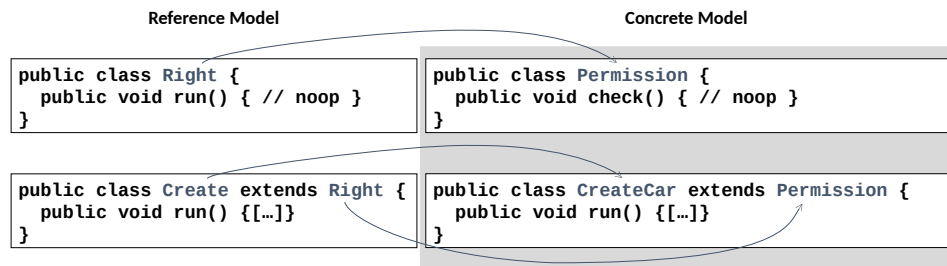 Reference Model
Concrete Model
public class Right {
public void run() { // noop }
}
public class Permission {
public void check() { // noop }
}
public class Create extends Right {
public void run() {[…]}
}
public class CreateCar extends Permission {
public void run() {[…]}
}